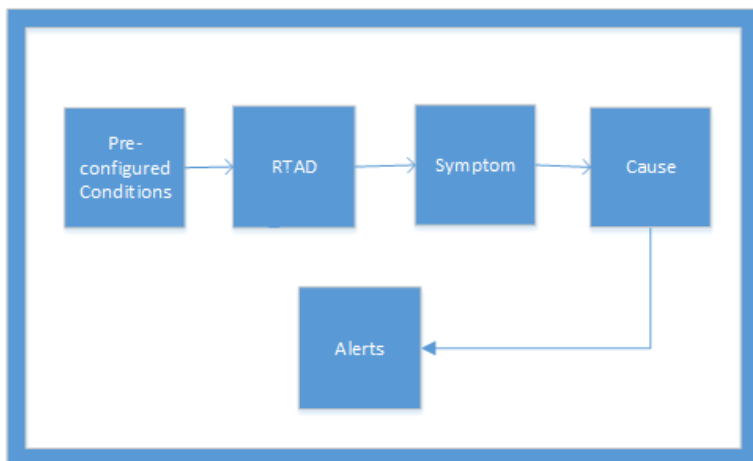 Pre-
configured
Conditions
RTAD
Symptom
Cause
Alerts